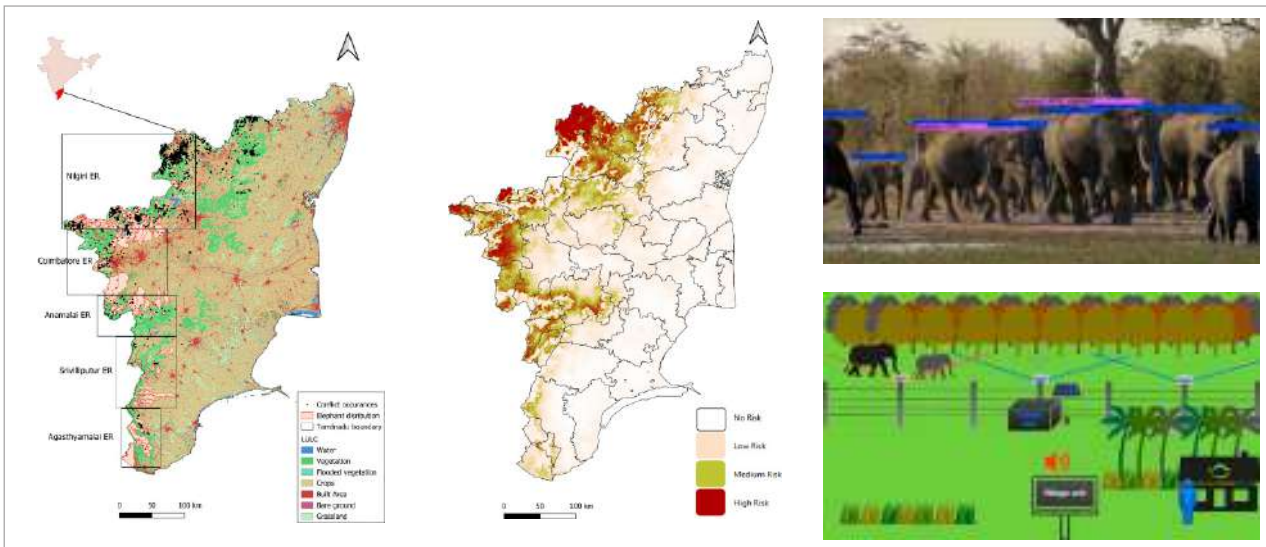 Nilgiri ER
Coimbatore ER
Anamalai ER
Srivilliputur ER
Agasthyamalai ER
Conflict occurances
Elephant distribution
Tamilnadu boundary
LULC
Water
Vegetation
Flooded vegetation
Crops
Built Area
Bare ground
Grassland
0 50 100 km
No Risk
Low Risk
Medium Risk
High Risk
0 50 100 km